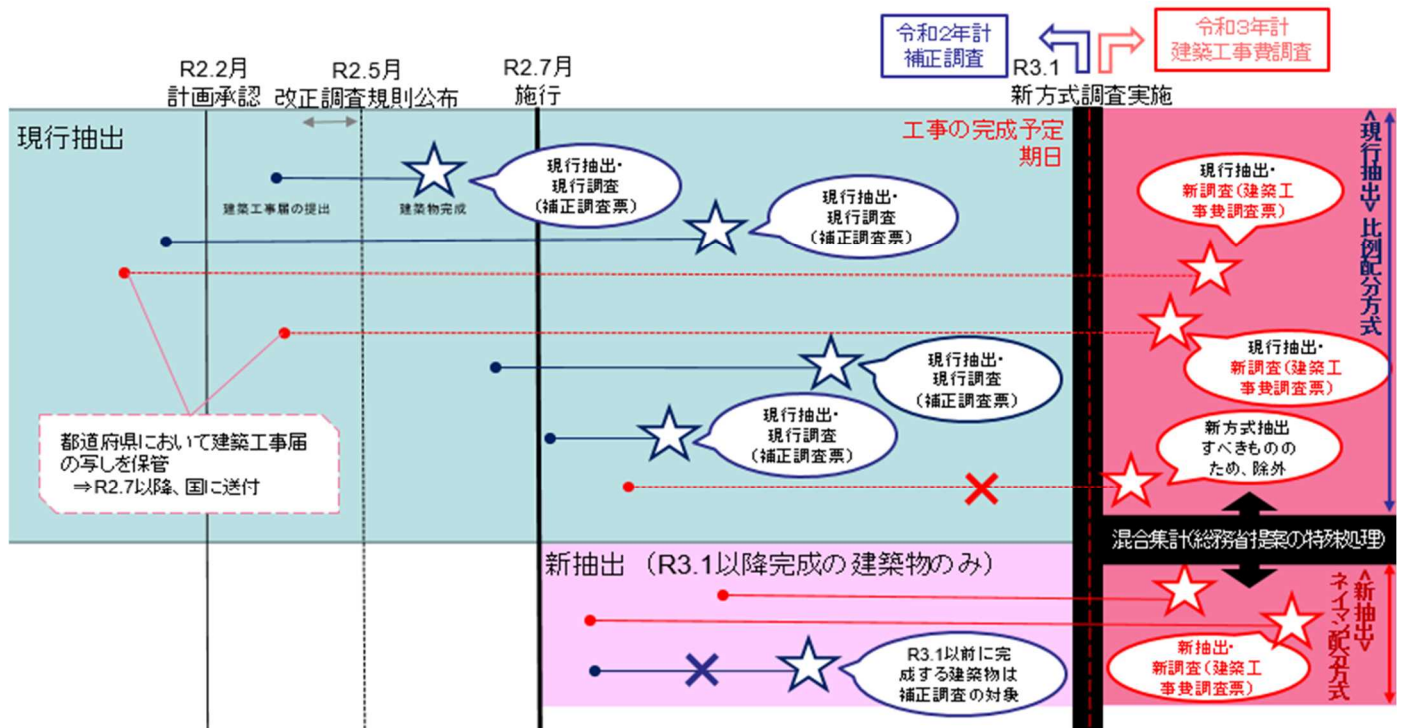 令和2年計
補正調査
令和3年計
建築工事費調査
R2.2月
計画承認
R2.5月
改正調査規則公布
R2.7月
施行
R3.1
新方式調査実施
現行抽出
工事の完成予定
期日
建築工事届の提出
建築物完成
現行抽出・
現行調査
(補正調査票)
現行抽出・
現行調査
(補正調査票)
現行抽出・
新調査(建築工
事費調査票)
<現行抽出> 比例配分方式
現行抽出・
現行調査
(補正調査票)
現行抽出・
新調査(建築工
事費調査票)
都道府県において建築工事届
の写しを保管
⇒R2.7以降、国に送付
現行抽出・
現行調査
(補正調査票)
新方式抽出
すべきものの
ため、除外
混合集計(総務省提案の特殊処理)
新抽出 (R3.1以降完成の建築物のみ)
<新抽出>
ネイマン配分方式
R3.1以前に完
成する建築物は
補正調査の対象
新抽出・
新調査(建築工
事費調査票)